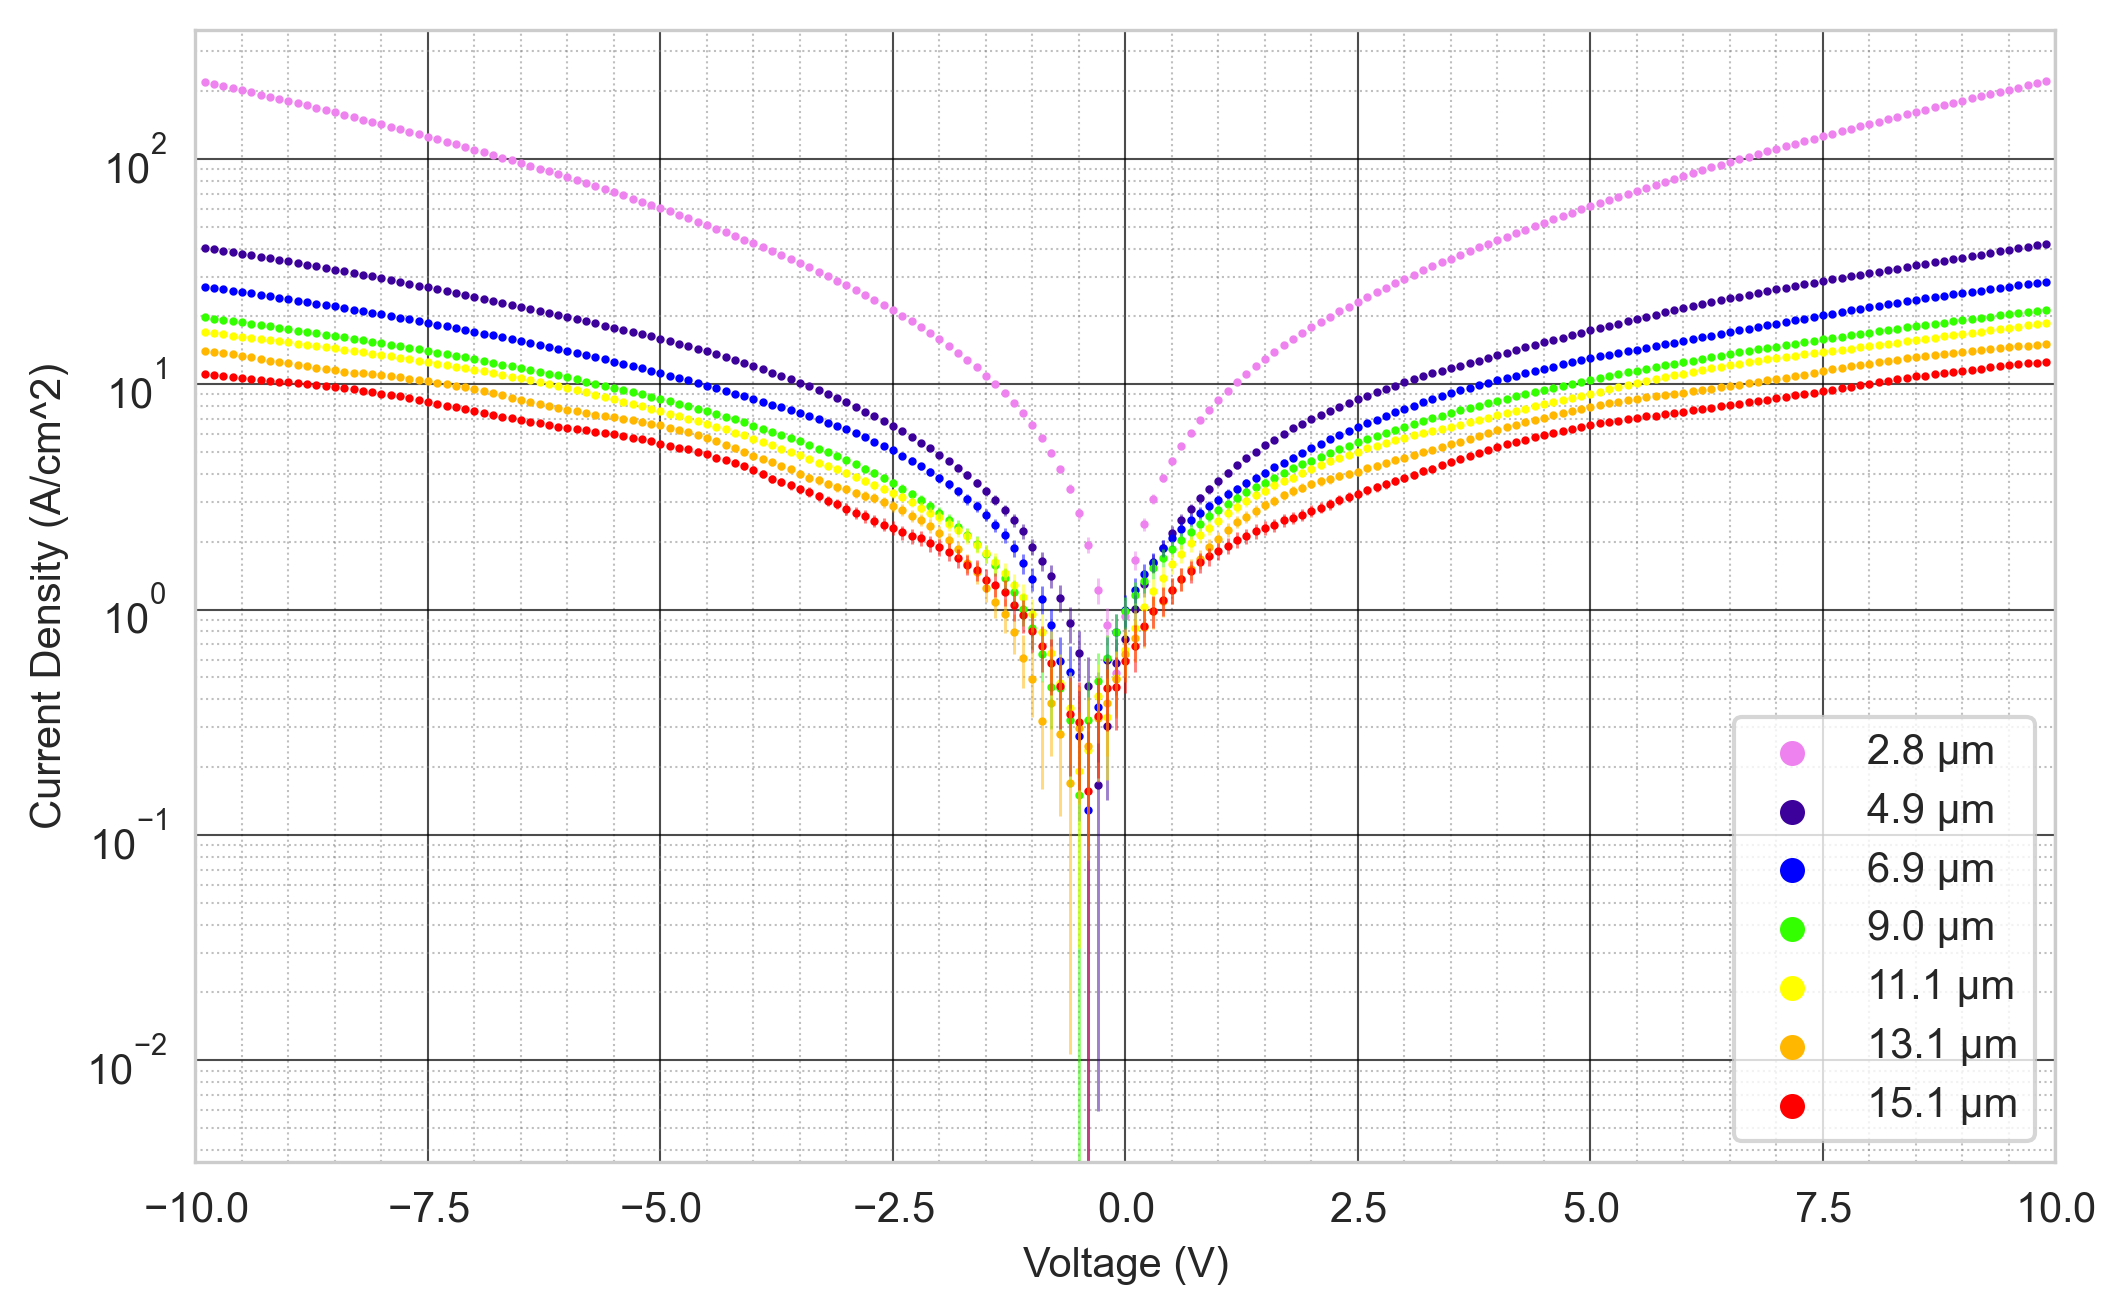 Current Density (A/cm^2)
10^2
10^1
10^0
10^−1
10^−2
−10.0 −7.5 −5.0 −2.5 0.0 2.5 5.0 7.5 10.0
Voltage (V)
2.8 µm
4.9 µm
6.9 µm
9.0 µm
11.1 µm
13.1 µm
15.1 µm